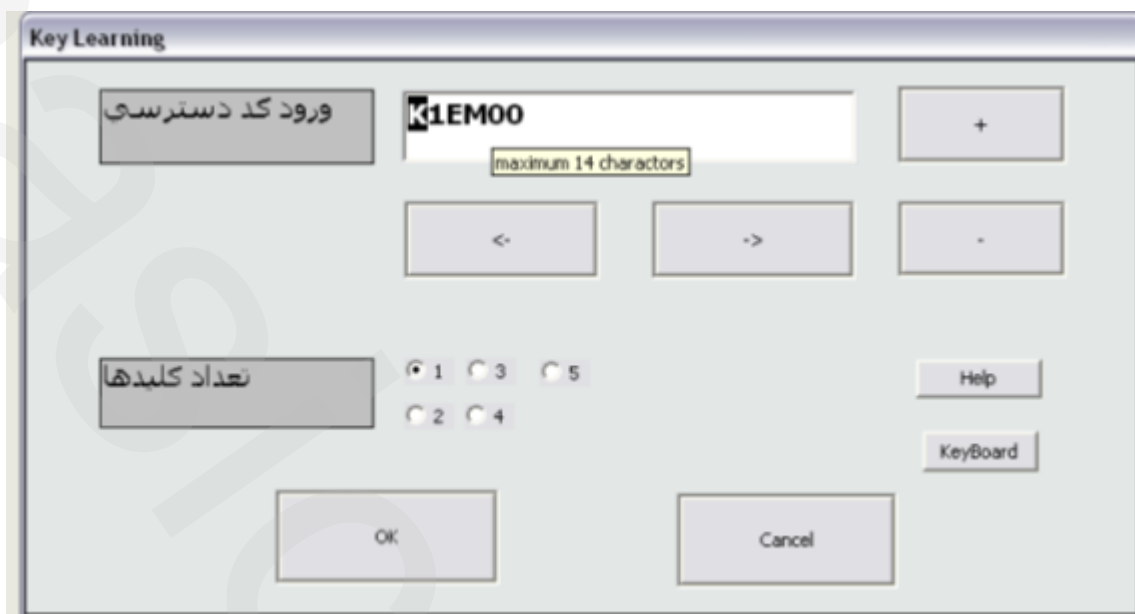 Key Learning
ورود کد دسترسي
K1EM00
+
maximum 14 charactors
<-
->
-
تعداد کلیدها
1 3 5
2 4
Help
KeyBoard
OK
Cancel